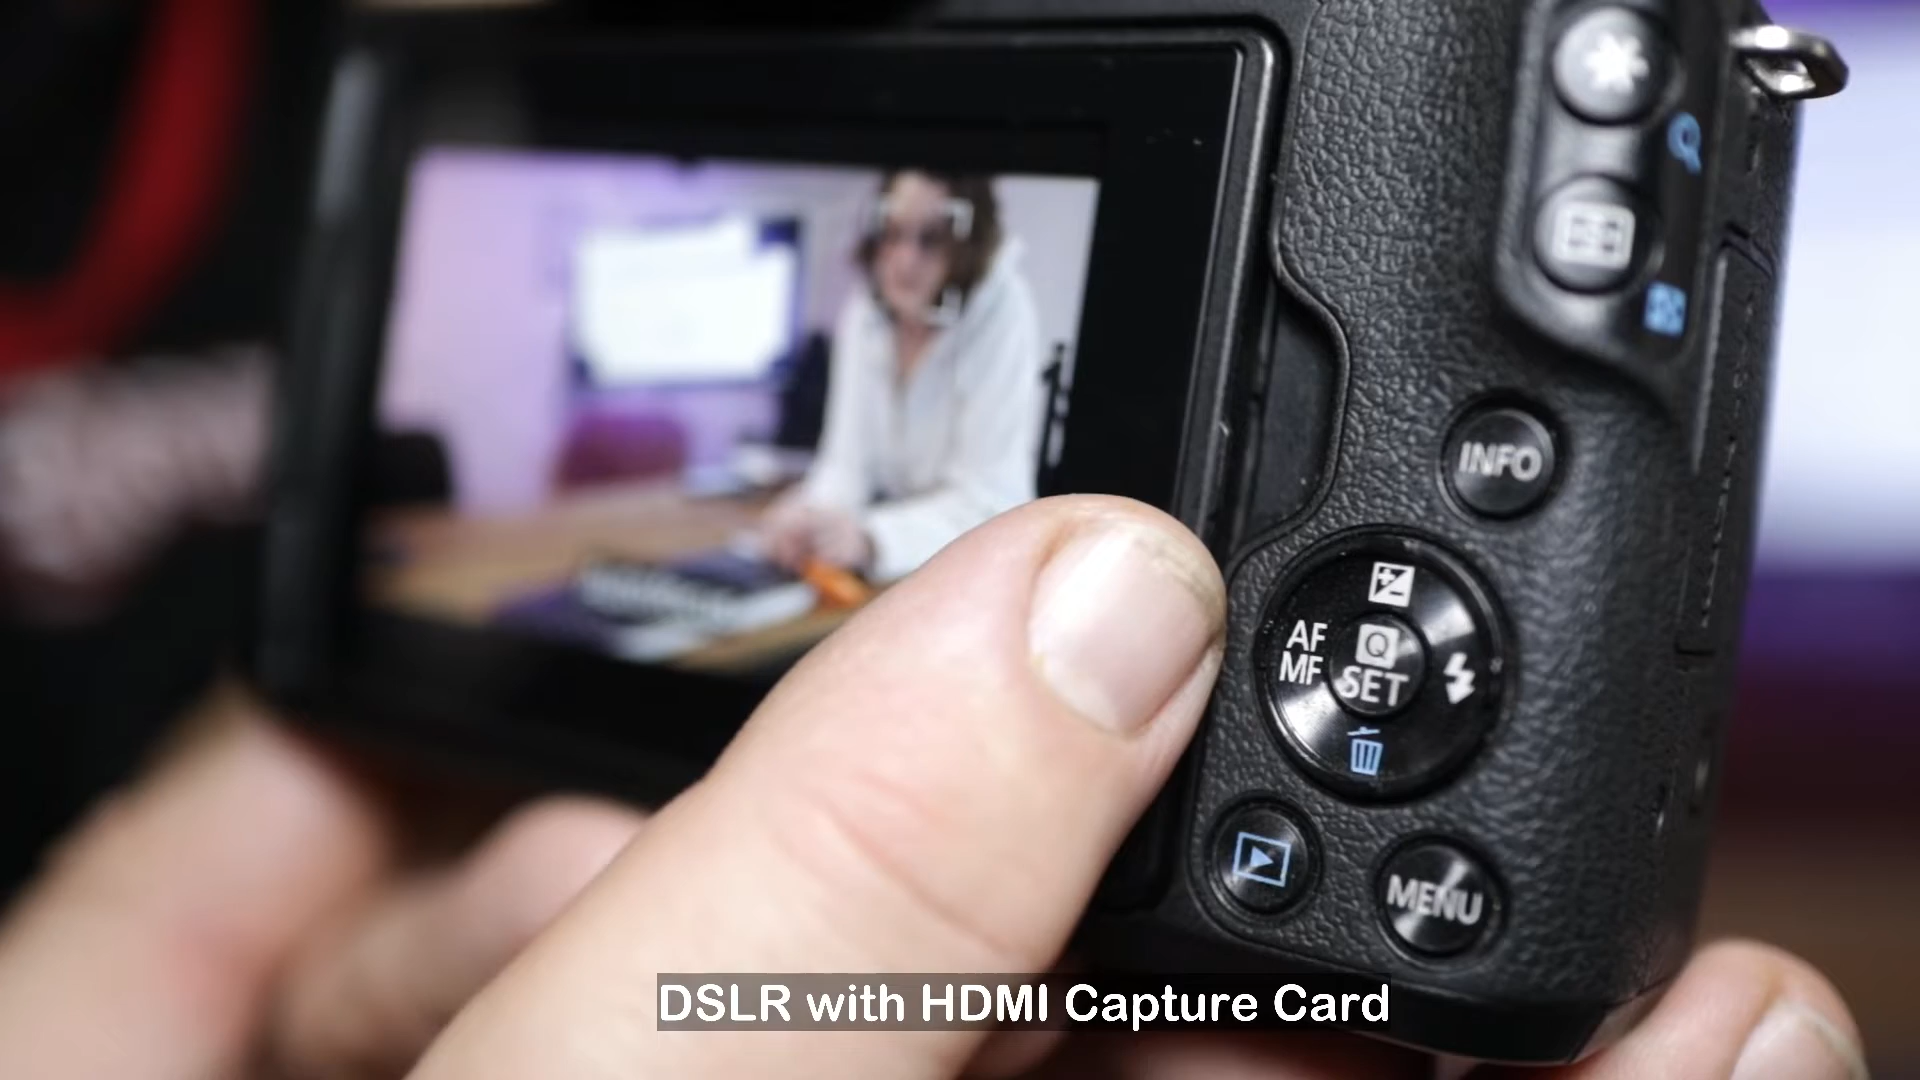 INFO
AF
MF
Q
SET
MENU
DSLR with HDMI Capture Card